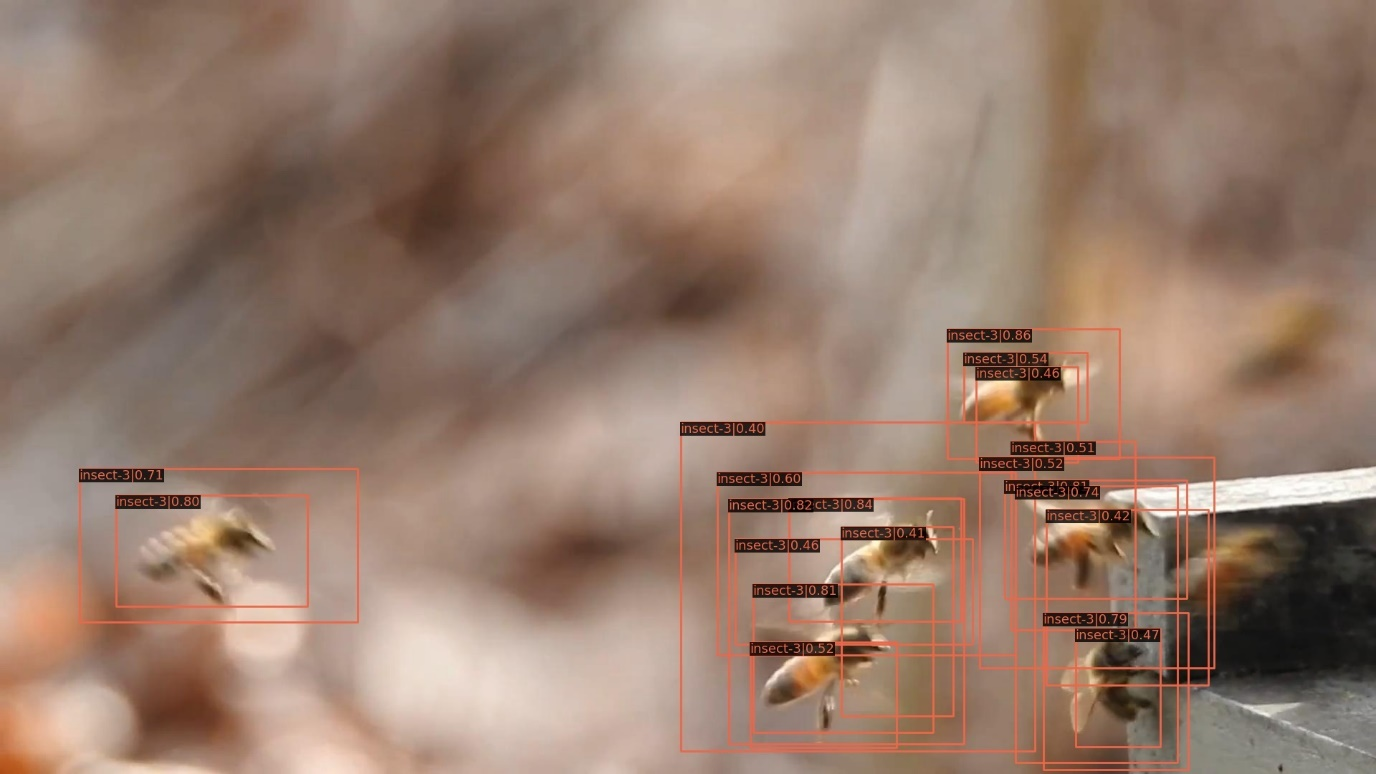 insect-3|0.86
insect-3|0.54
insect-3|0.46
insect-3|0.40
insect-3|0.51
insect-3|0.52
insect-3|0.71
insect-3|0.60
insect-3|0.81
insect-3|0.74
insect-3|0.80
insect-3|0.82
ct-3|0.84
insect-3|0.42
insect-3|0.41
insect-3|0.46
insect-3|0.81
insect-3|0.79
insect-3|0.47
insect-3|0.52